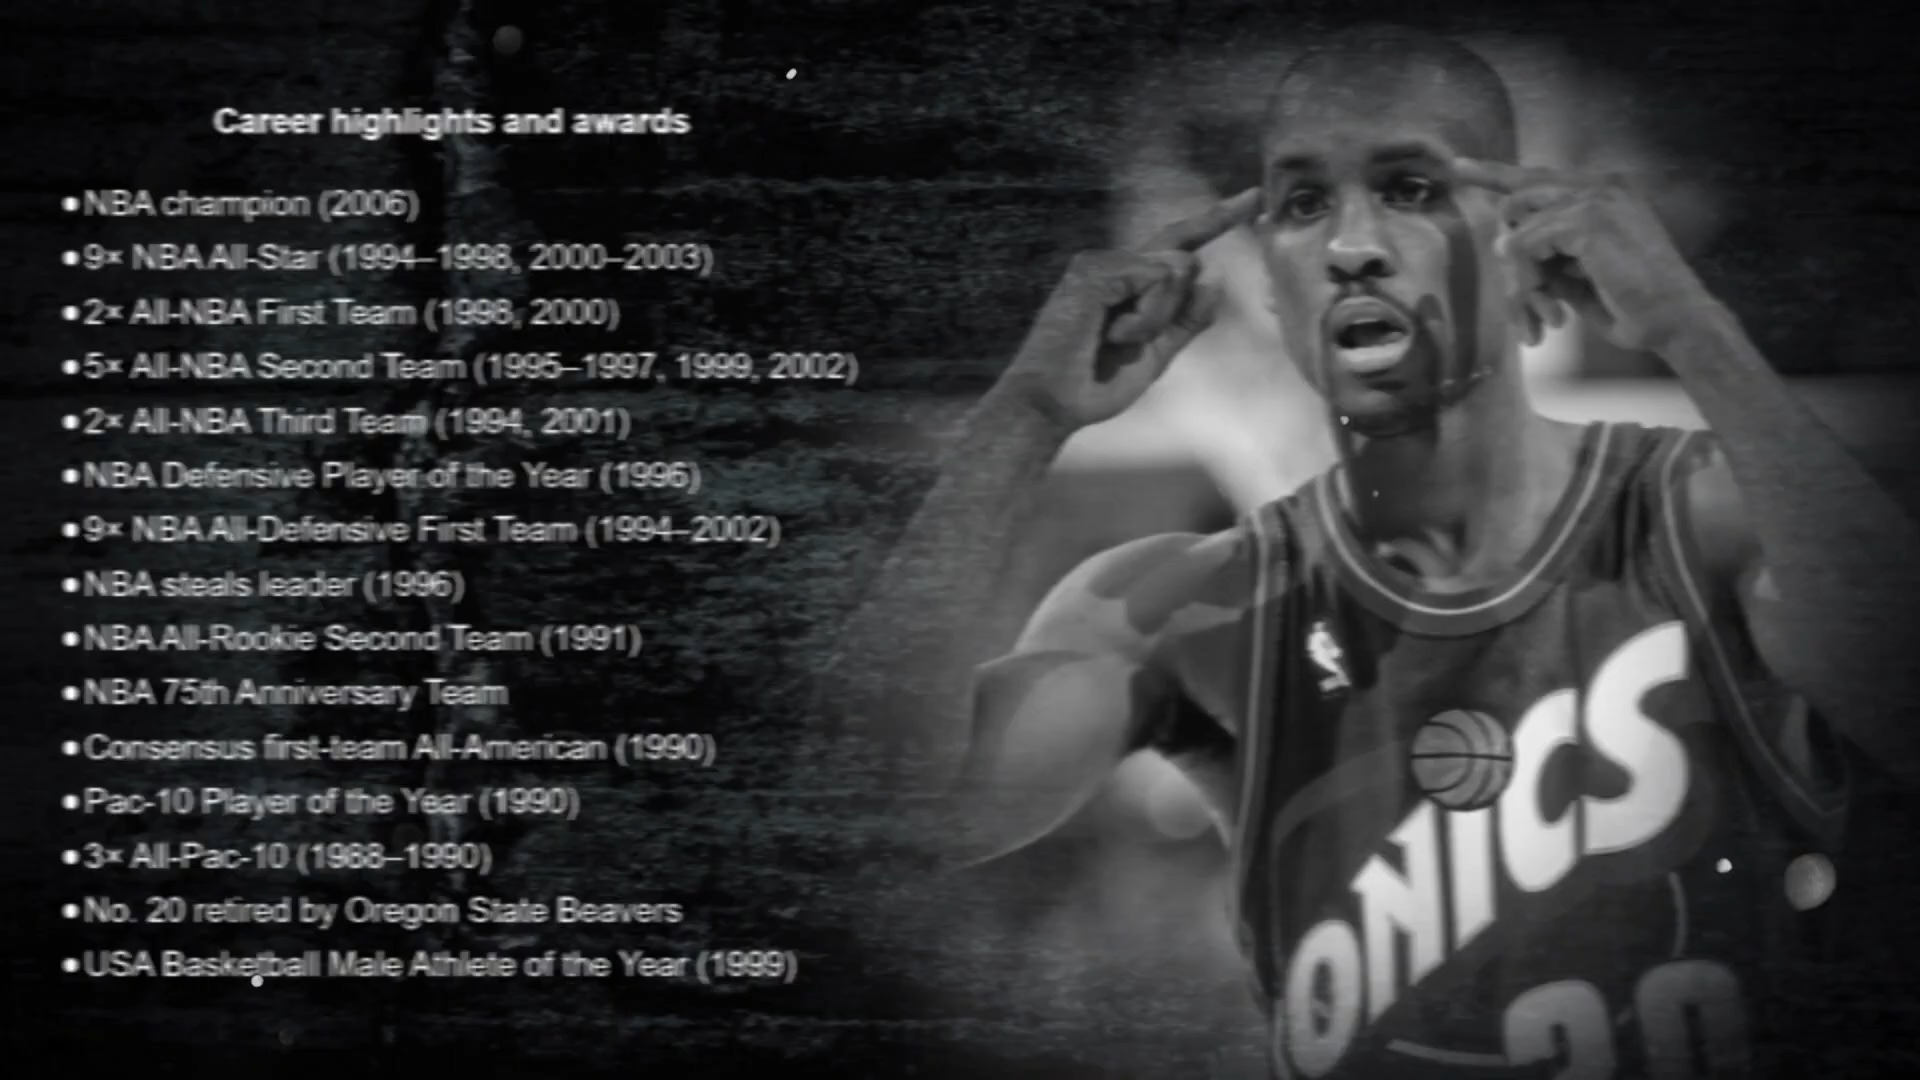 Career highlights and awards
•NBA champion (2006)
•9× NBA All-Star (1994–1998, 2000–2003)
•2× All-NBA First Team (1998, 2000)
•5× All-NBA Second Team (1995–1997, 1999, 2002)
•2× All-NBA Third Team (1994, 2001)
•NBA Defensive Player of the Year (1996)
•9× NBA All-Defensive First Team (1994–2002)
•NBA steals leader (1996)
•NBA All-Rookie Second Team (1991)
•NBA 75th Anniversary Team
•Consensus first-team All-American (1990)
•Pac-10 Player of the Year (1990)
•3× All-Pac-10 (1988–1990)
•No. 20 retired by Oregon State Beavers
•USA Basketball Male Athlete of the Year (1999)
ONICS
20